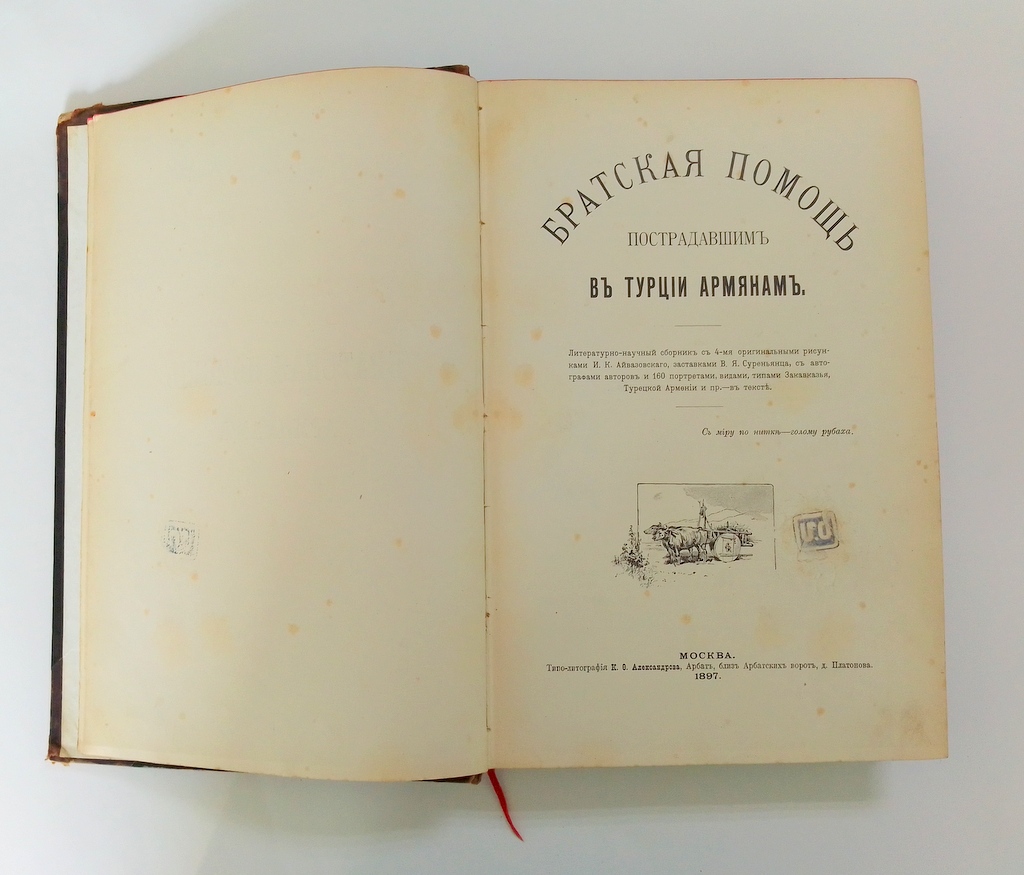 БРАТСКАЯ ПОМОЩЬ
ПОСТРАДАВШИМЪ
ВЪ ТУРЦІИ АРМЯНАМЪ.
Литературно-научный сборникъ съ 4-мя оригинальными рисун-
ками И. К. Айвазовскаго, заставками В. Я. Суреньянца, съ авто-
графами авторовъ и 160 портретами, видами, типами Закавказья,
Турецкой Арменіи и пр.—въ текстѣ.
Съ міру по ниткѣ—голому рубаха.
МОСКВА.
Типо-литографія К. Ѳ. Александрова, Арбатъ, близъ Арбатскихъ воротъ, д. Платонова.
1897.